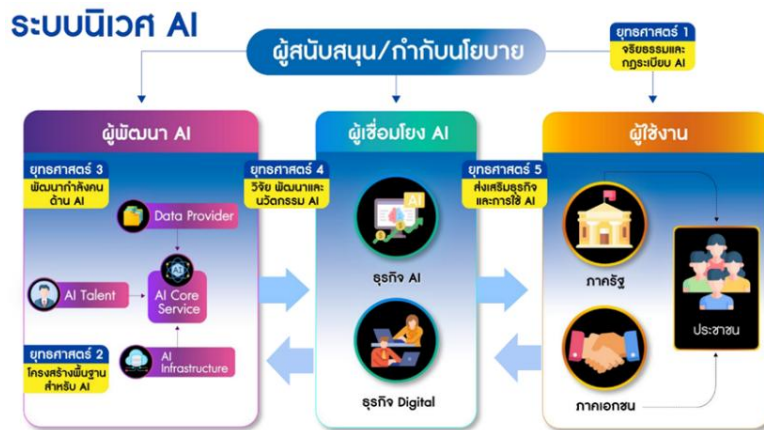 ระบบนิเวศ AI
ผู้สนับสนุน/กำกับนโยบาย
ยุทธศาสตร์ 1
จริยธรรมและ
กฎระเบียบ AI
ผู้พัฒนา AI
ยุทธศาสตร์ 3
พัฒนากำลังคน
ด้าน AI
Data Provider
AI Talent
AI
AI Core
Service
ยุทธศาสตร์ 2
โครงสร้างพื้นฐาน
สำหรับ AI
AI
Infrastructure
ยุทธศาสตร์ 4
วิจัย พัฒนาและ
นวัตกรรม AI
ผู้เชื่อมโยง AI
AI
ธุรกิจ AI
ธุรกิจ Digital
ยุทธศาสตร์ 5
ส่งเสริมธุรกิจ
และการใช้ AI
ผู้ใช้งาน
ภาครัฐ
ประชาชน
ภาคเอกชน